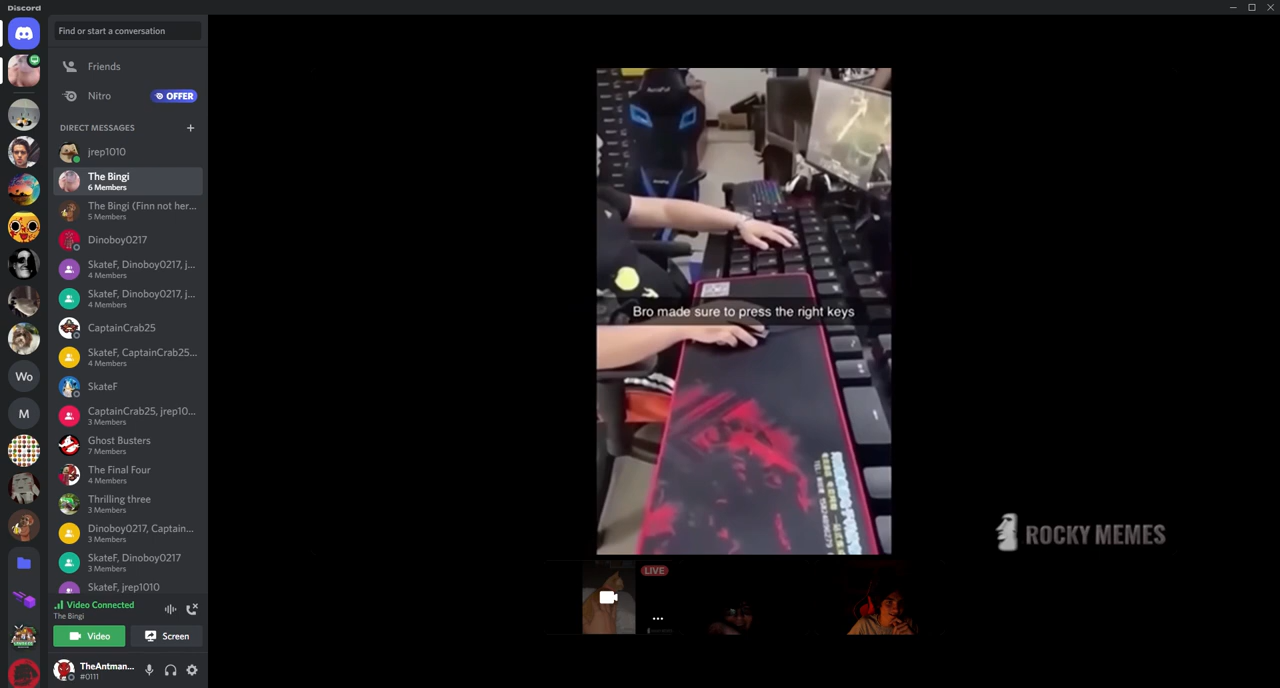 Discord
Find or start a conversation
Friends
Nitro
OFFER
DIRECT MESSAGES
jrep1010
The Bingi
6 Members
The Bingi (Finn not her...
5 Members
Dinoboy0217
SkateF, Dinoboy0217, j...
4 Members
SkateF, Dinoboy0217, j...
4 Members
CaptainCrab25
SkateF, CaptainCrab25...
4 Members
SkateF
CaptainCrab25, jrep10...
3 Members
Ghost Busters
7 Members
The Final Four
4 Members
Thrilling three
3 Members
Dinoboy0217, Captain...
3 Members
SkateF, Dinoboy0217
3 Members
SkateF, jrep1010
Wo
M
Video Connected
The Bingi
Video
Screen
TheAntman...
#0111
Bro made sure to press the right keys
ROCKY MEMES
LIVE